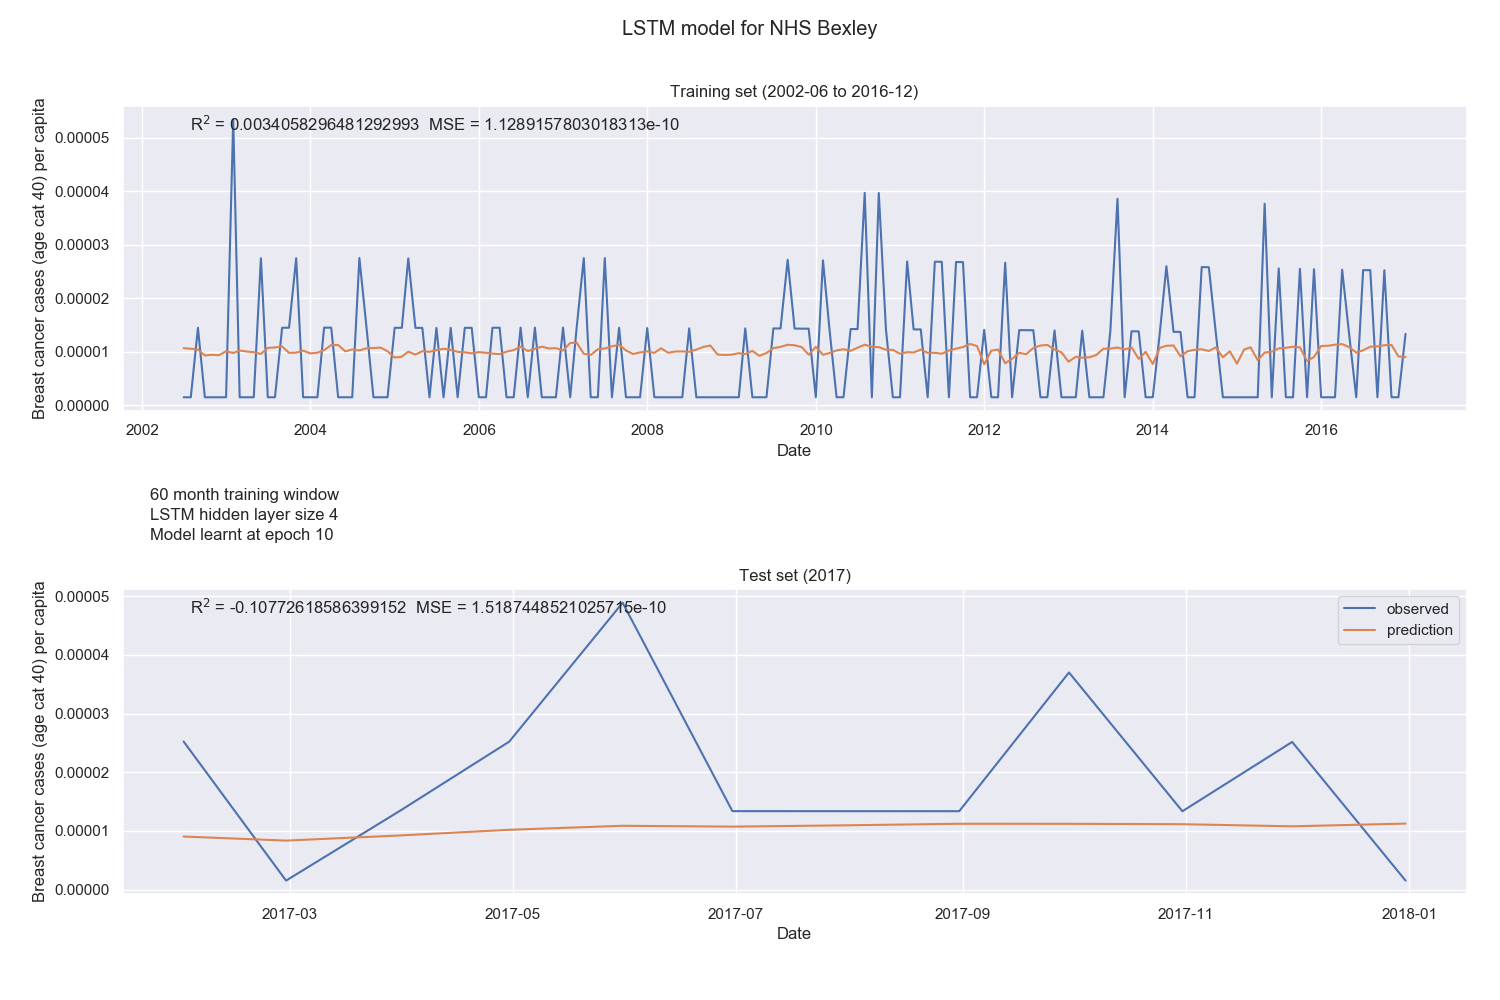 LSTM model for NHS Bexley
Training set (2002-06 to 2016-12)
R² = 0.0034058296481292993 MSE = 1.1289157803018313e-10
Breast cancer cases (age cat 40) per capita
0.00005
0.00004
0.00003
0.00002
0.00001
0.00000
2002 2004 2006 2008 2010 2012 2014 2016
Date
60 month training window
LSTM hidden layer size 4
Model learnt at epoch 10
Test set (2017)
R² = -0.10772618586399152 MSE = 1.5187448521025715e-10
observed
prediction
Breast cancer cases (age cat 40) per capita
0.00005
0.00004
0.00003
0.00002
0.00001
0.00000
2017-03 2017-05 2017-07 2017-09 2017-11 2018-01
Date